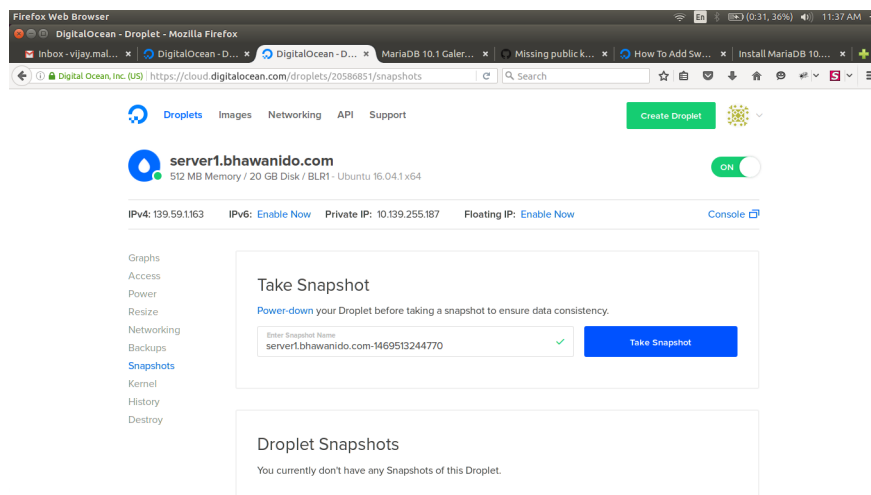 Firefox Web Browser
En (0:31, 36%) 11:37 AM
DigitalOcean - Droplet - Mozilla Firefox
Inbox - vijay.mal... × DigitalOcean - D... × DigitalOcean - D... × MariaDB 10.1 Galer... × Missing public k... × How To Add Sw... × Install MariaDB 10.... ×
Digital Ocean, Inc. (US) https://cloud.digitalocean.com/droplets/20586851/snapshots Search
Droplets Images Networking API Support Create Droplet
server1.bhawanido.com
512 MB Memory / 20 GB Disk / BLR1 - Ubuntu 16.04.1 x64
ON
IPv4: 139.59.1.163 IPv6: Enable Now Private IP: 10.139.255.187 Floating IP: Enable Now Console
Graphs
Access
Power
Resize
Networking
Backups
Snapshots
Kernel
History
Destroy
Take Snapshot
Power-down your Droplet before taking a snapshot to ensure data consistency.
Enter Snapshot Name
server1.bhawanido.com-1469513244770
Take Snapshot
Droplet Snapshots
You currently don't have any Snapshots of this Droplet.